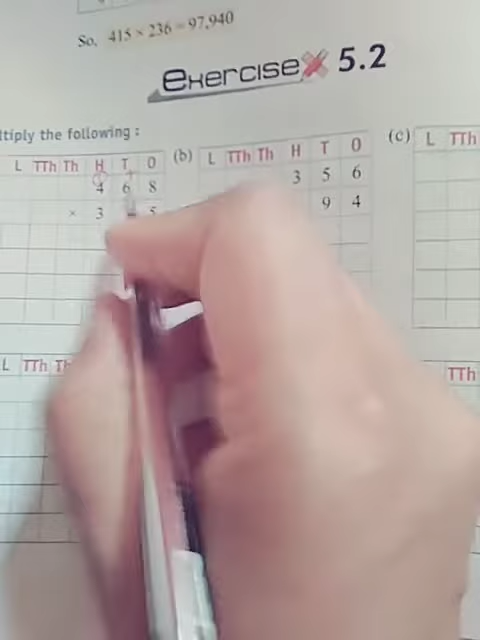 So, 415 × 236 = 97,940
Exercise 5.2
tiply the following :
L TTh Th H T O
4 6 8
× 3 5
(b) L TTh Th H T O
3 5 6
9 4
(c) L TTh
L TTh Th
TTh